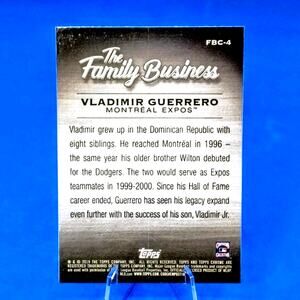 FBC-4
The
Family Business
VLADIMIR GUERRERO
MONTRÉAL EXPOS™
Vladimir grew up in the Dominican Republic with
eight siblings. He reached Montréal in 1996 –
the same year his older brother Wilton debuted
for the Dodgers. The two would serve as Expos
teammates in 1999-2000. Since his Hall of Fame
career ended, Guerrero has seen his legacy expand
even further with the success of his son, Vladimir Jr.
Topps